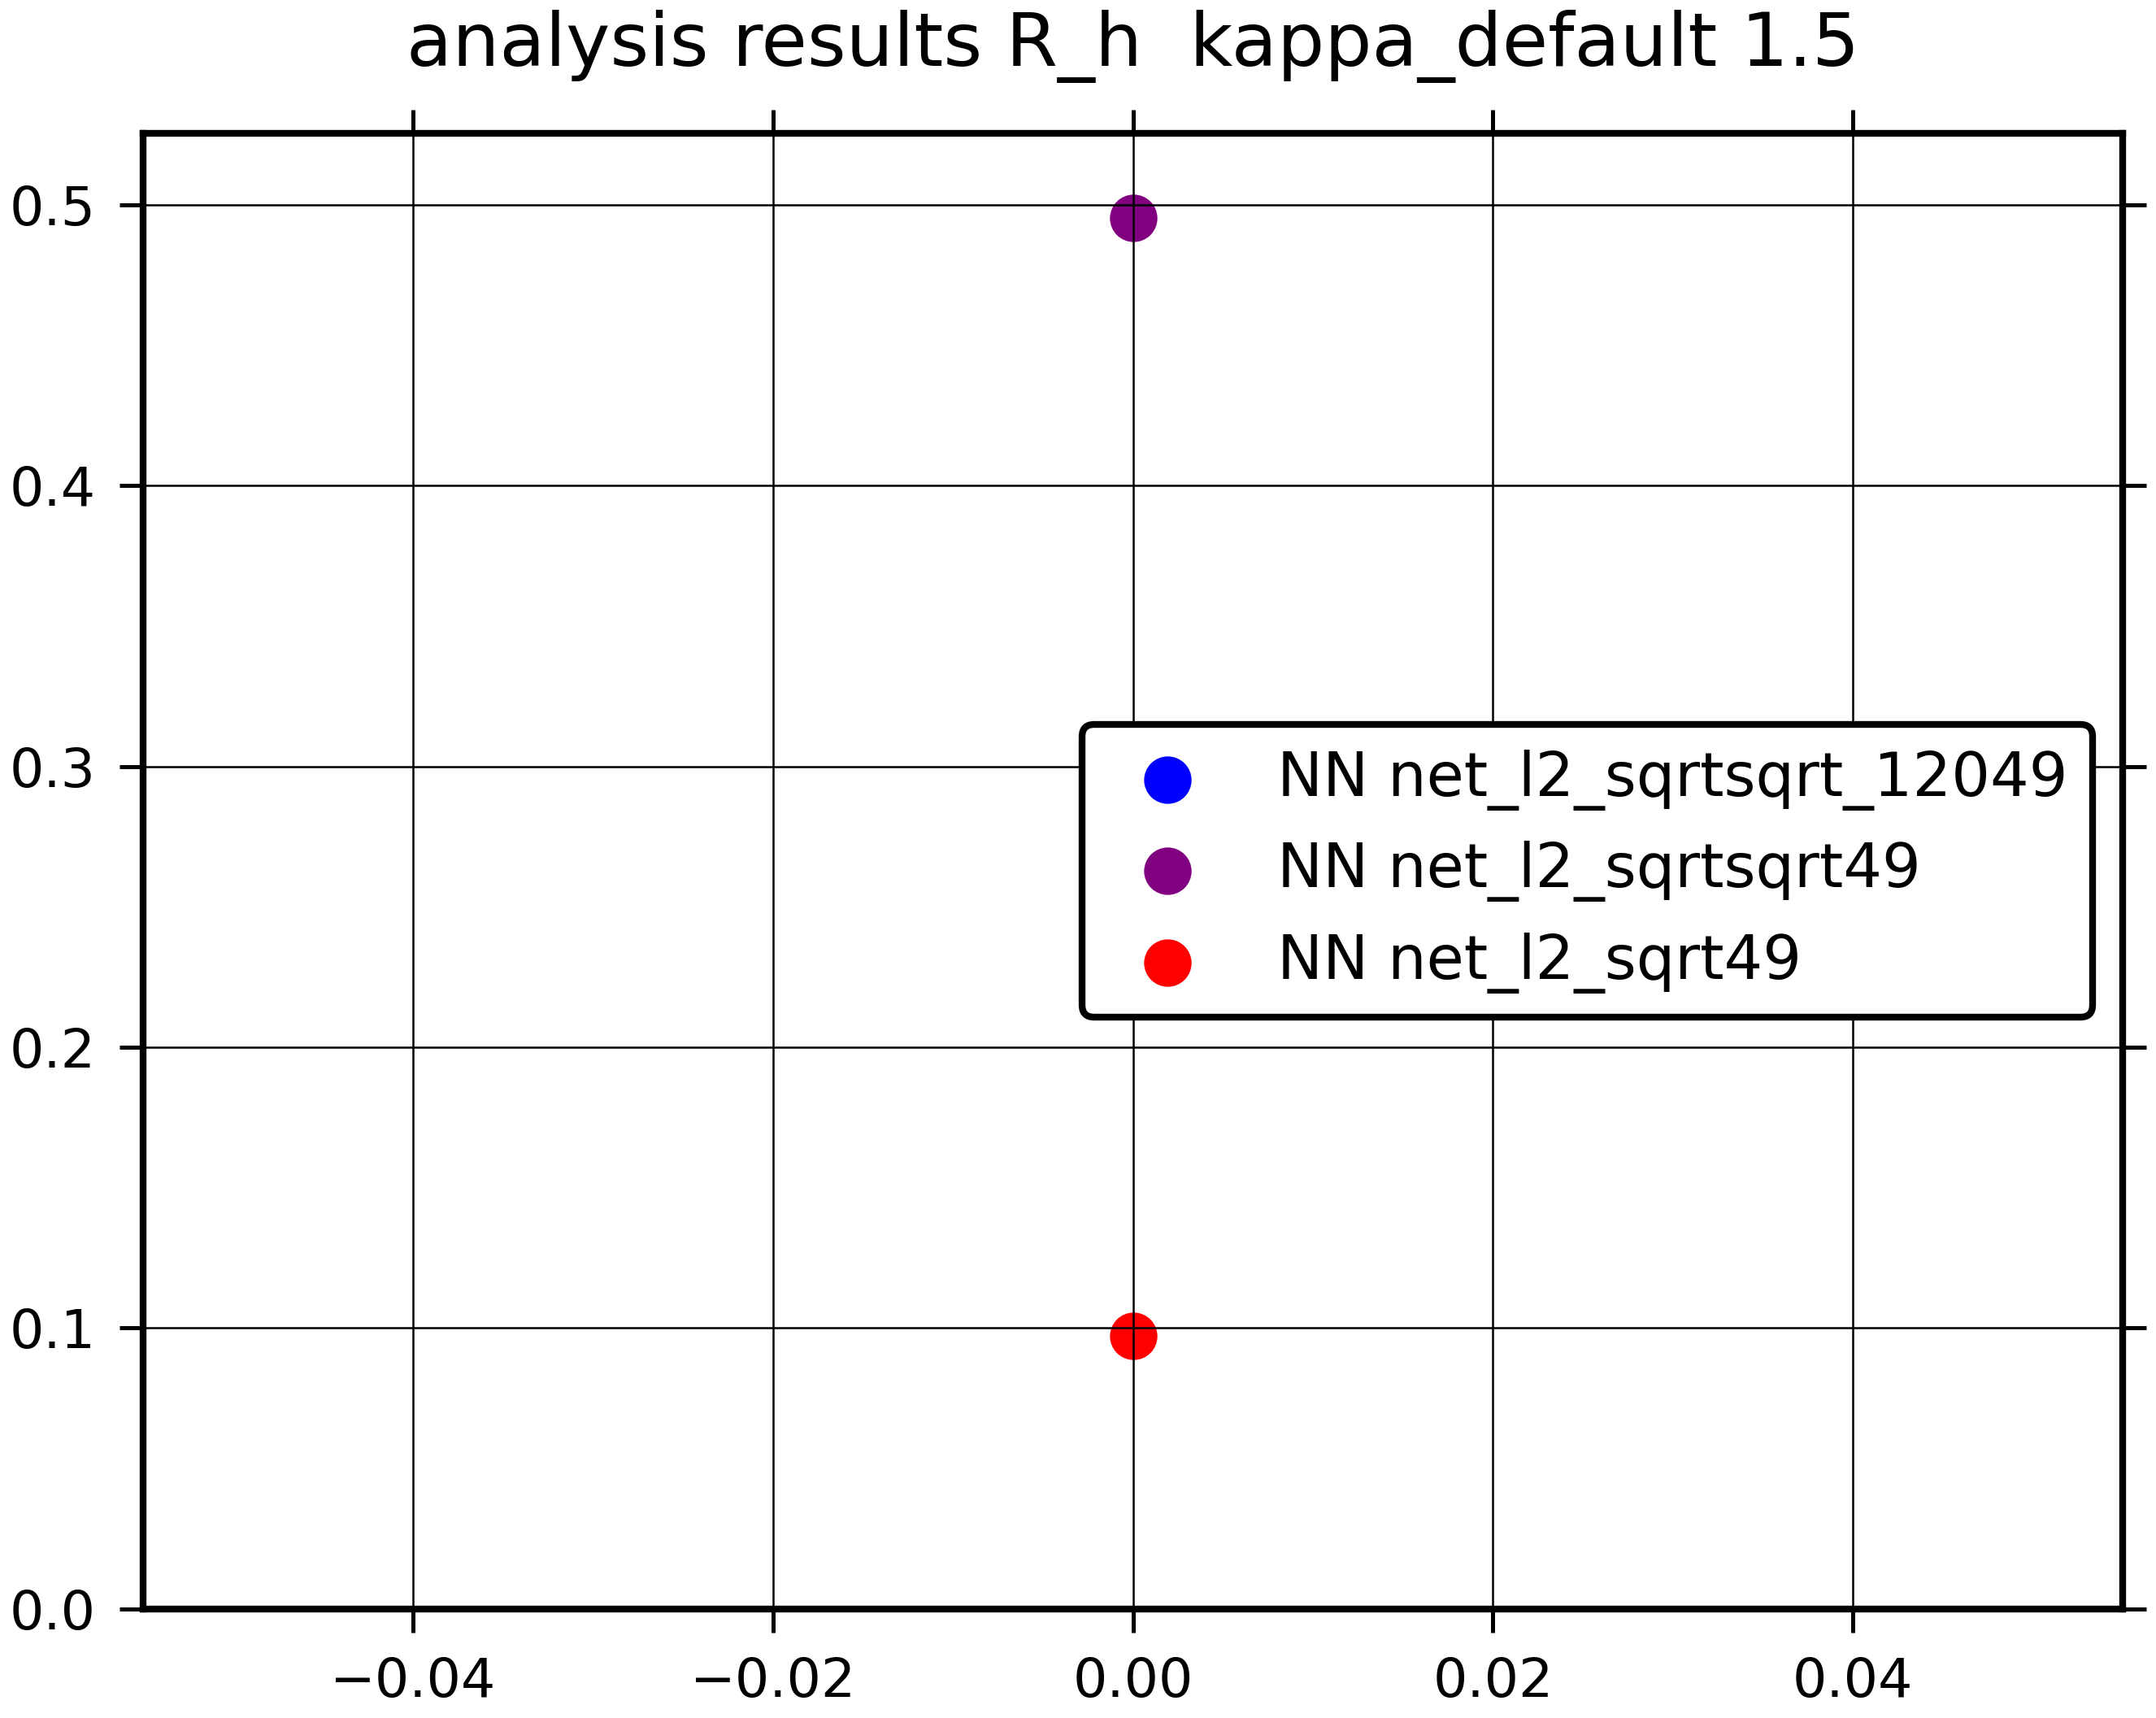 analysis results R_h  kappa_default 1.5
0.5
0.4
0.3
0.2
0.1
0.0
NN net_l2_sqrtsqrt_12049
NN net_l2_sqrtsqrt49
NN net_l2_sqrt49
−0.04 −0.02 0.00 0.02 0.04